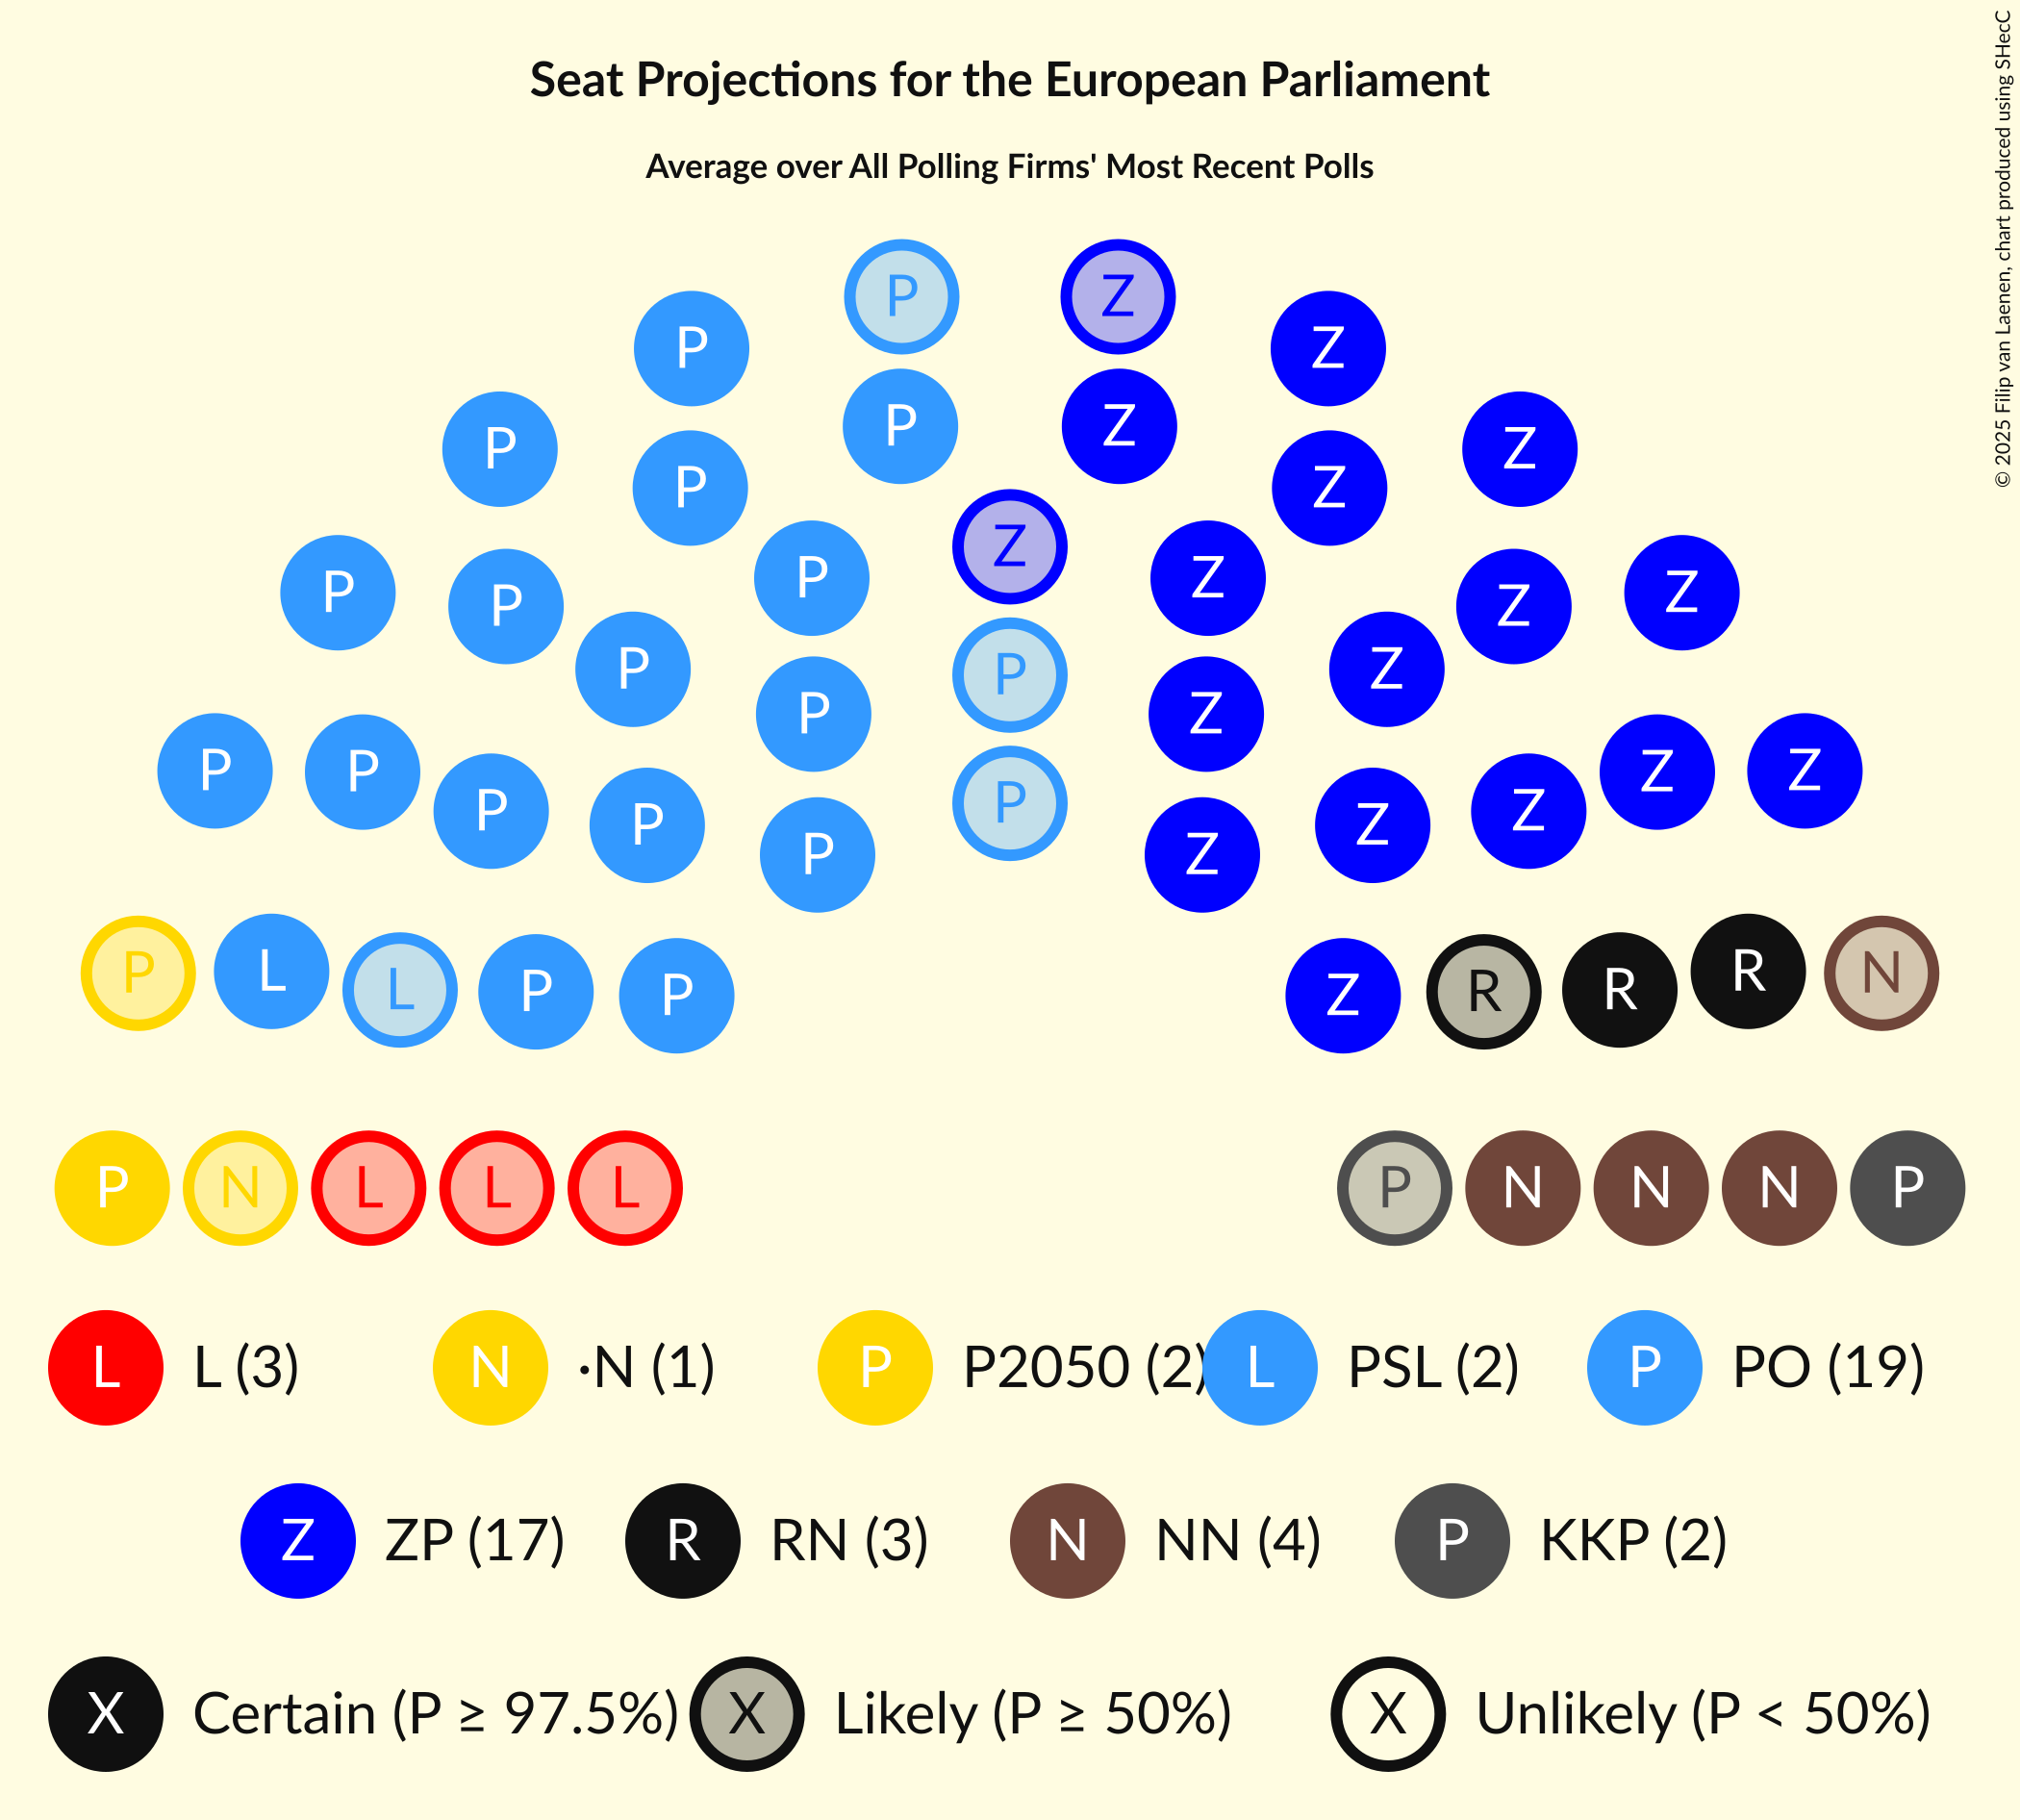 Seat Projections for the European Parliament
Average over All Polling Firms' Most Recent Polls
© 2025 Filip van Laenen, chart produced using SHecC
P Z
P Z
P Z
P Z
P Z
Z
P Z
P P Z Z
P P Z
P Z
P P Z Z
P P Z Z
P
P Z
P Z
P Z
P L L P P Z R R R N
P N L L L P N N N P
L L (3) N ·N (1) P P2050 (2) L PSL (2) P PO (19)
Z ZP (17) R RN (3) N NN (4) P KKP (2)
X Certain (P ≥ 97.5%) X Likely (P ≥ 50%) X Unlikely (P < 50%)